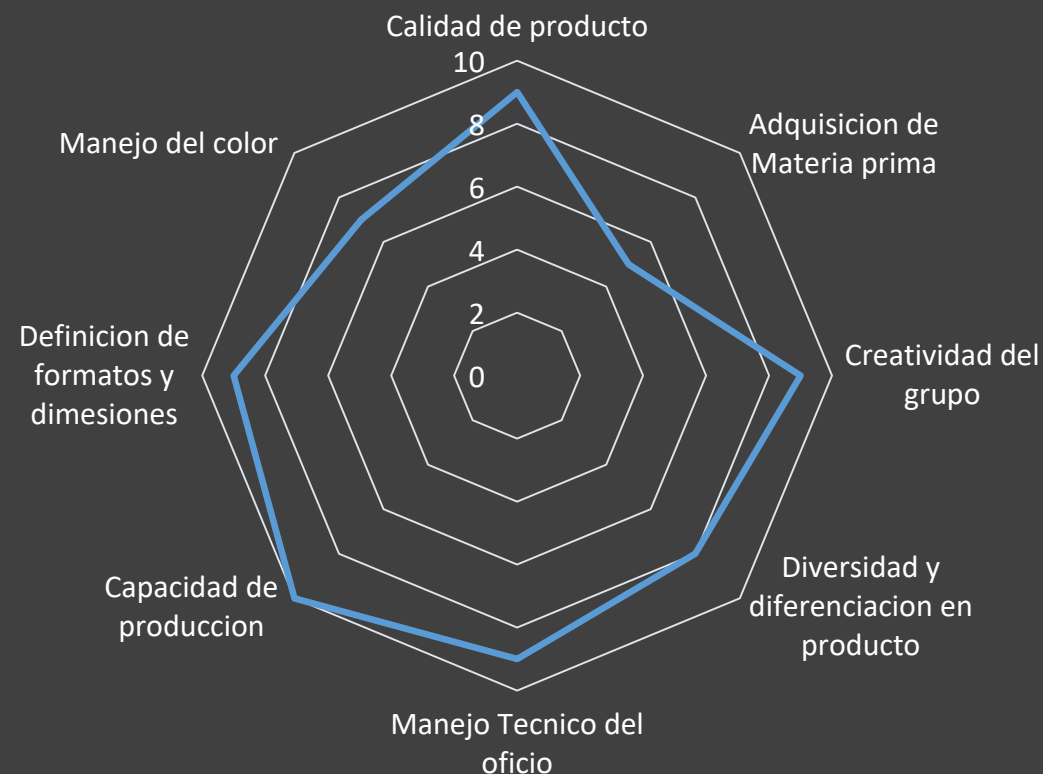 Calidad de producto
10
8
6
4
2
0
Adquisicion de
Materia prima
Creatividad del
grupo
Diversidad y
diferenciacion en
producto
Manejo Tecnico del
oficio
Capacidad de
produccion
Definicion de
formatos y
dimesiones
Manejo del color